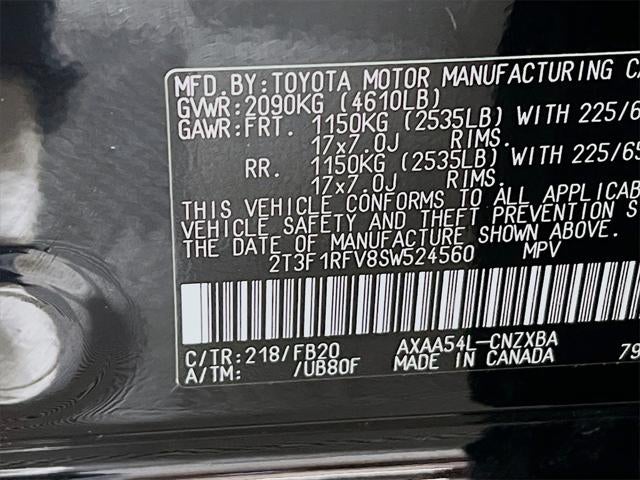 MFD.BY:TOYOTA MOTOR MANUFACTURING CA
GVWR:2090KG (4610LB)
GAWR:FRT. 1150KG (2535LB) WITH 225/6
17x7.0J RIMS.
RR. 1150KG (2535LB) WITH 225/65
17x7.0J RIMS.
THIS VEHICLE CONFORMS TO ALL APPLICAB
VEHICLE SAFETY AND THEFT PREVENTION S
THE DATE OF MANUFACTURE SHOWN ABOVE.
2T3F1RFV8SW524560 MPV
C/TR:218/FB20 AXAA54L-CNZXBA
A/TM: /UB80F MADE IN CANADA 79